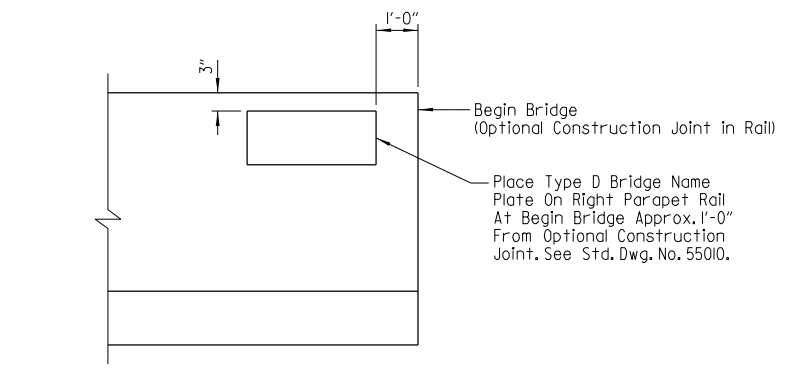 1'-0"
3"
Begin Bridge
(Optional Construction Joint in Rail)
Place Type D Bridge Name
Plate On Right Parapet Rail
At Begin Bridge Approx. 1'-0"
From Optional Construction
Joint. See Std. Dwg. No. 55010.